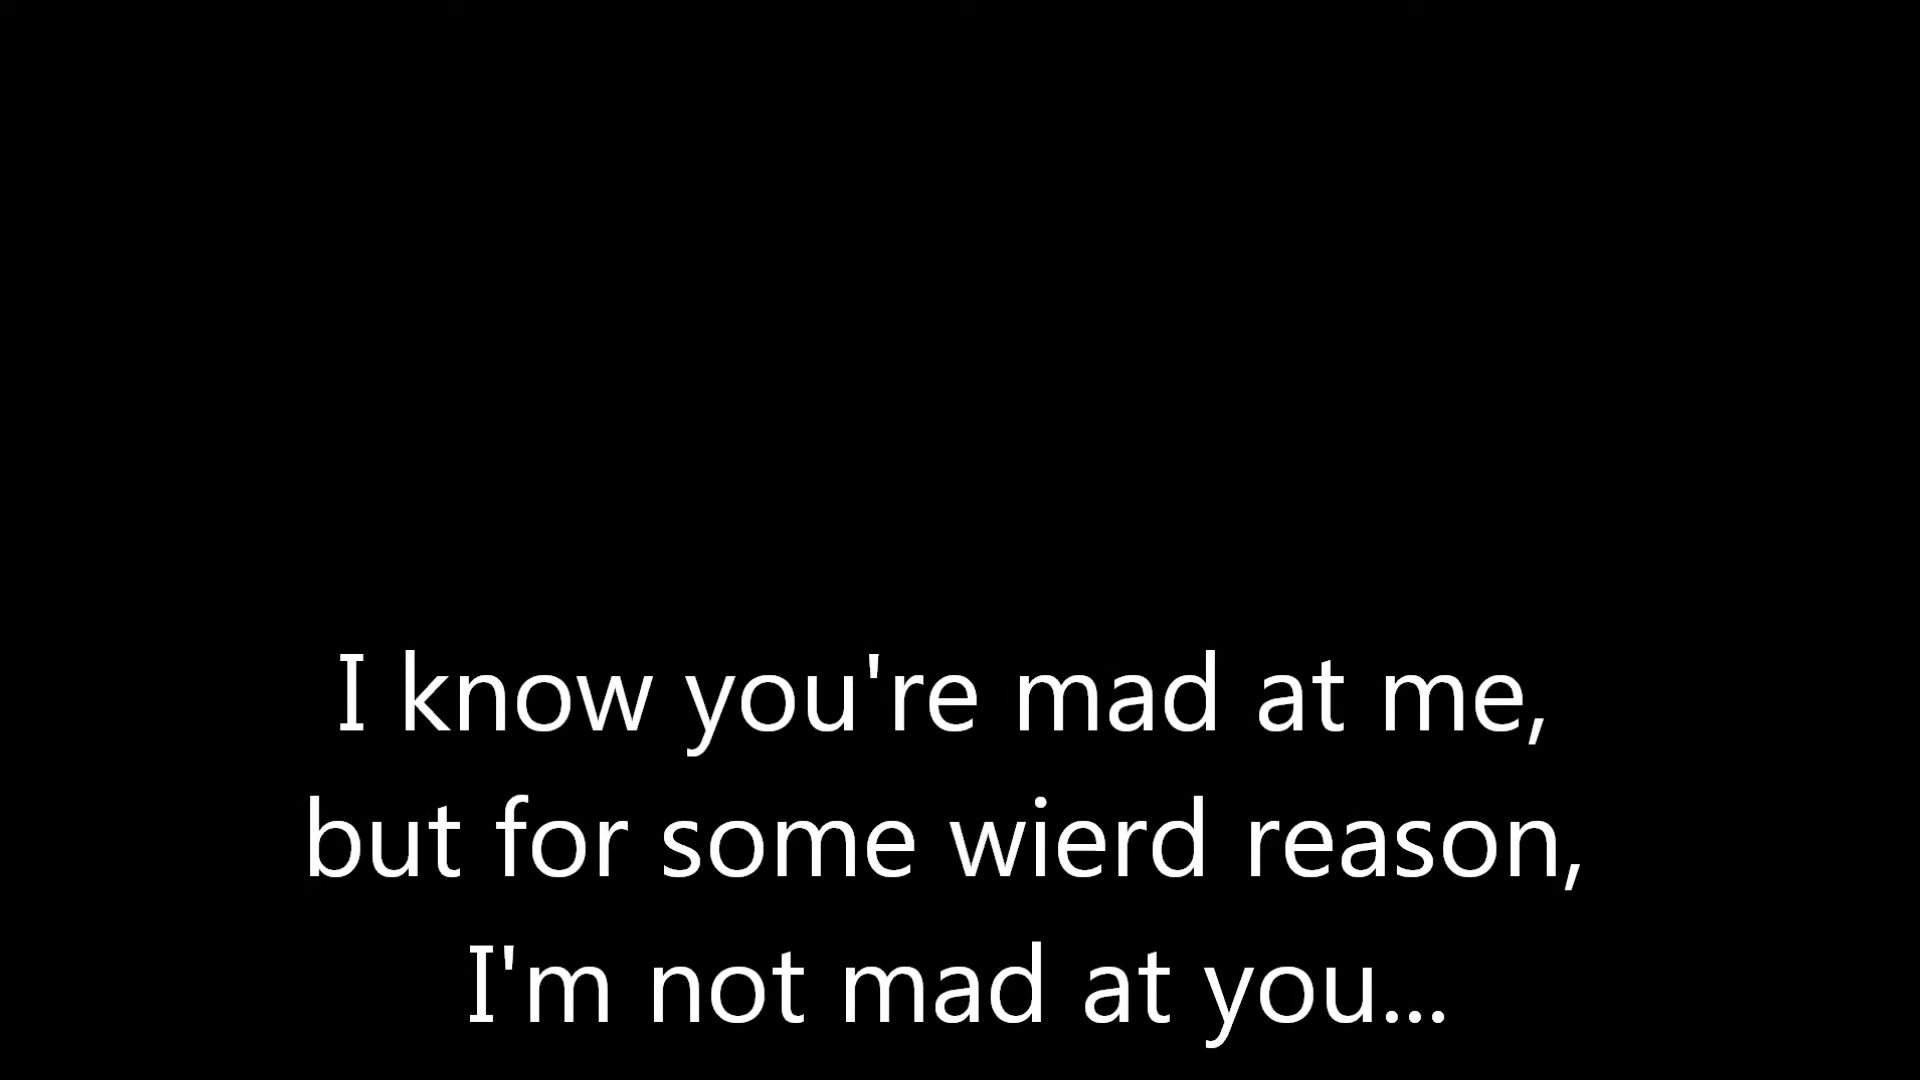 I know you're mad at me,
but for some wierd reason,
I'm not mad at you...